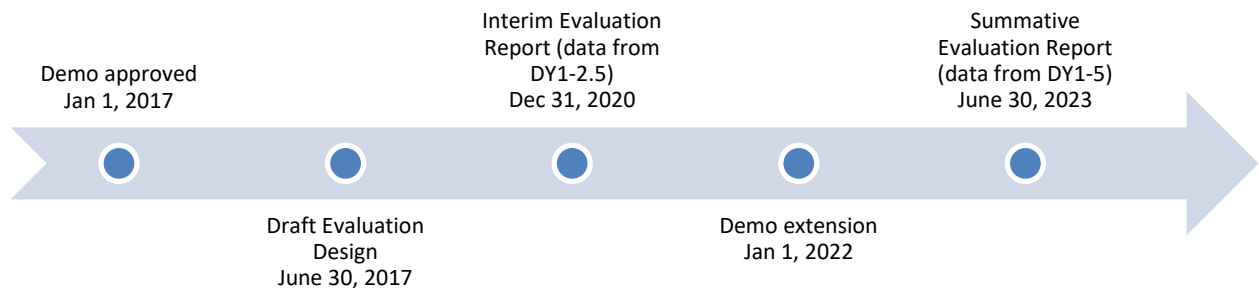 Demo approved
Jan 1, 2017
Draft Evaluation
Design
June 30, 2017
Interim Evaluation
Report (data from
DY1-2.5)
Dec 31, 2020
Demo extension
Jan 1, 2022
Summative
Evaluation Report
(data from DY1-5)
June 30, 2023